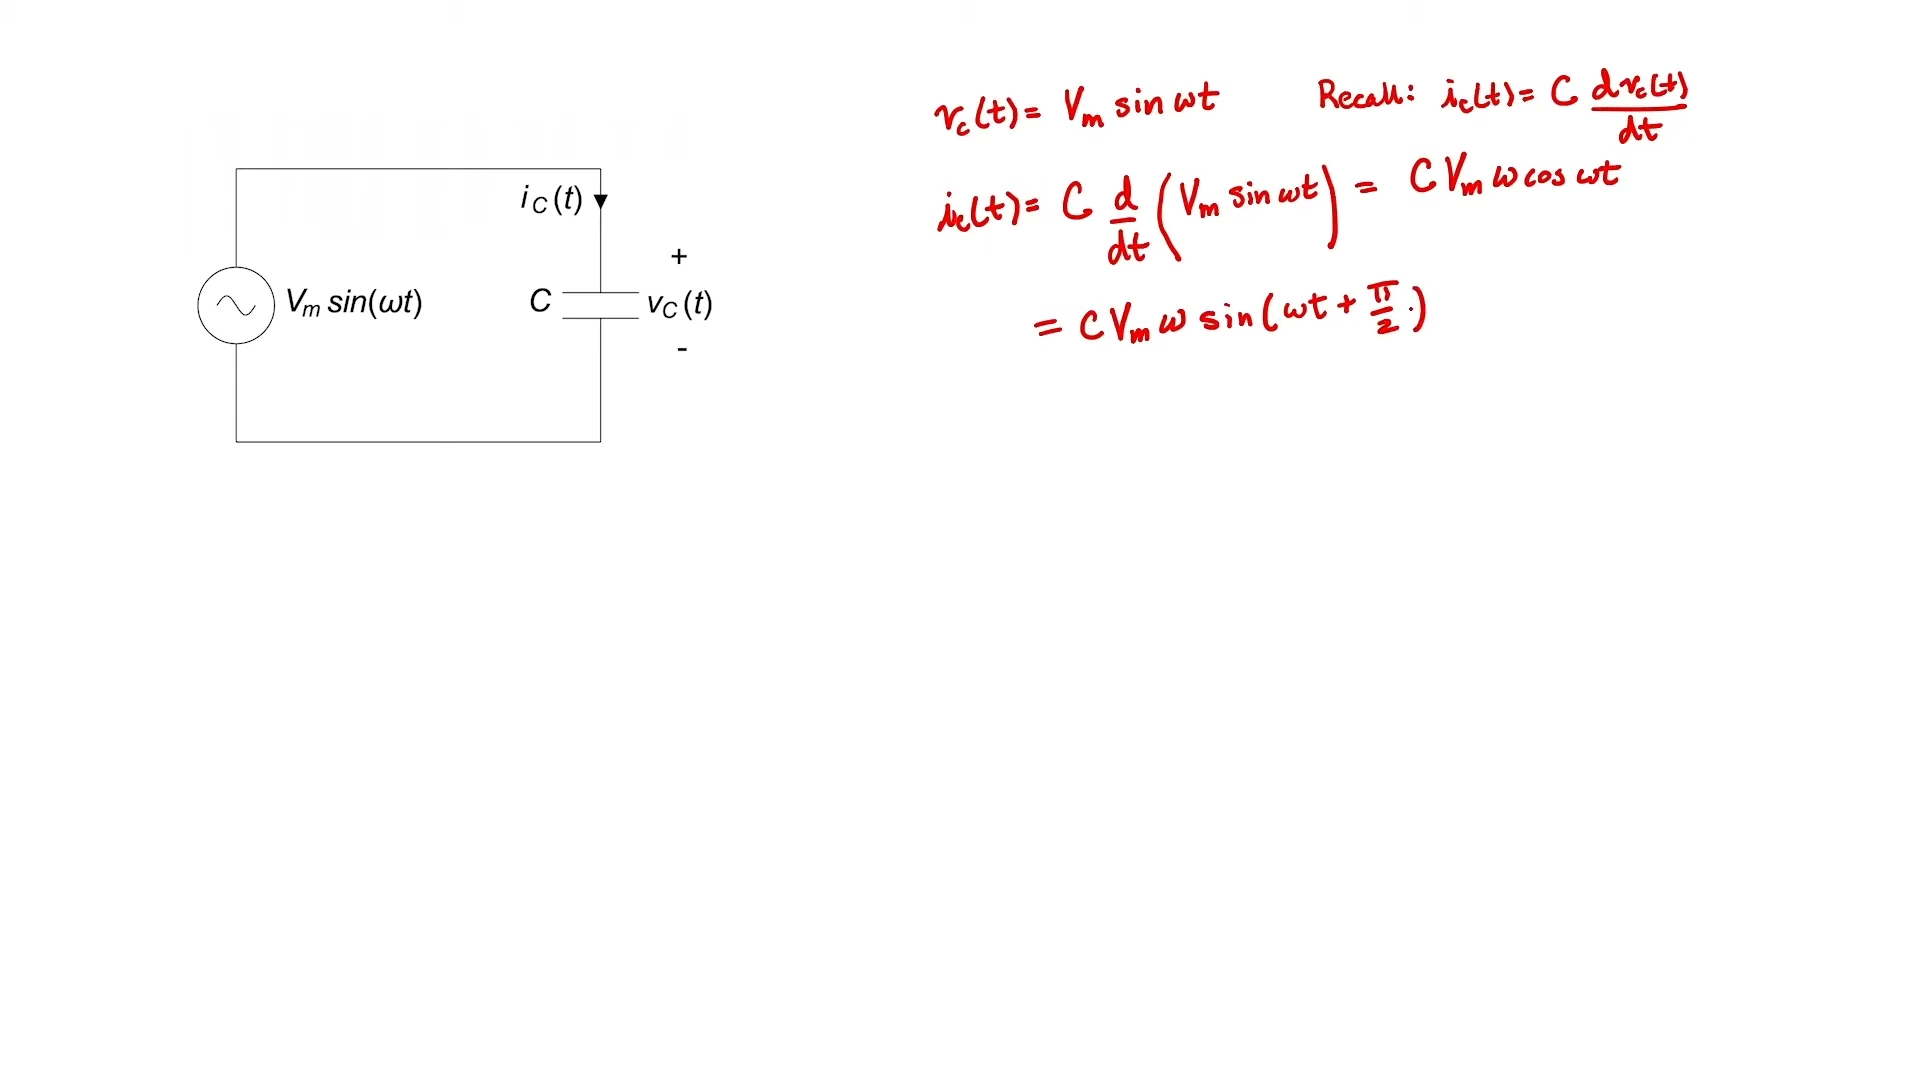 v_c(t) = V_m sin ωt   Recall: i_c(t) = C dv_c(t)/dt
i_c(t) = C d/dt (V_m sin ωt) = C V_m ω cos ωt
= C V_m ω sin(ωt + π/2)
i_C(t)
+
V_m sin(ωt)   C   v_C(t)
-